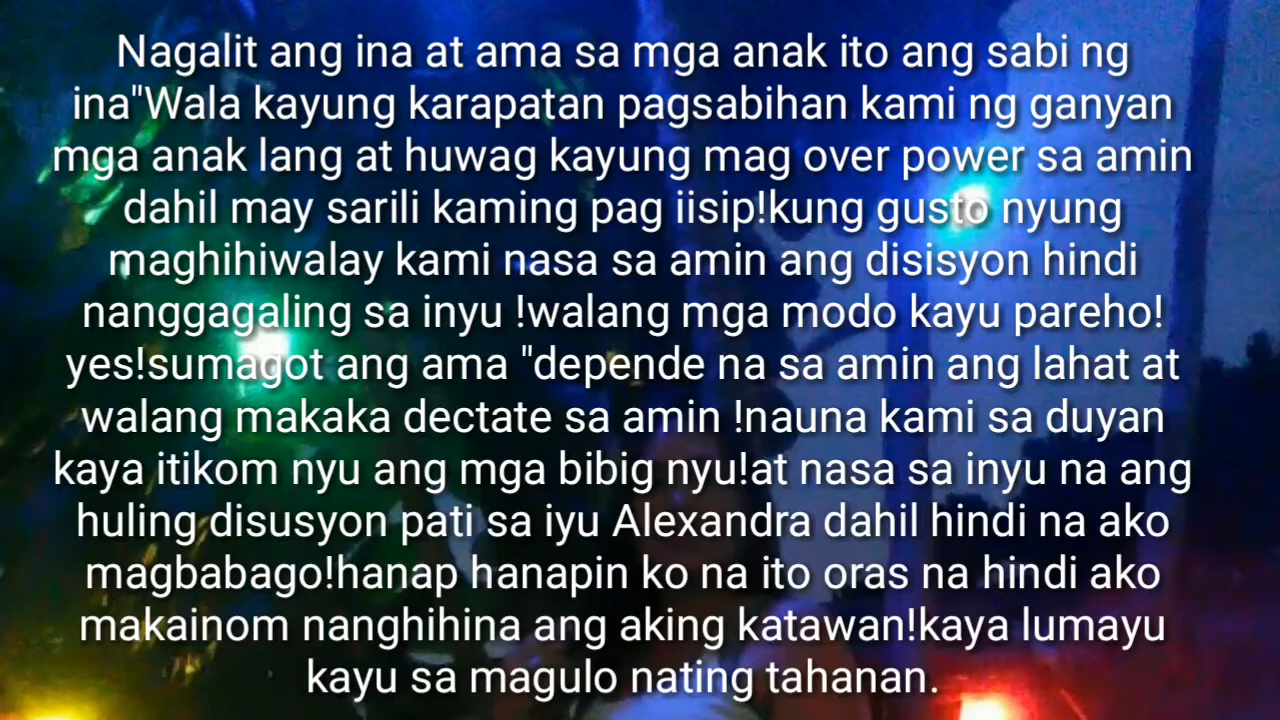 Nagalit ang ina at ama sa mga anak ito ang sabi ng
ina"Wala kayung karapatan pagsabihan kami ng ganyan
mga anak lang at huwag kayung mag over power sa amin
dahil may sarili kaming pag iisip!kung gusto nyung
maghihiwalay kami nasa sa amin ang disisyon hindi
nanggagaling sa inyu !walang mga modo kayu pareho!
yes!sumagot ang ama "depende na sa amin ang lahat at
walang makaka dectate sa amin !nauna kami sa duyan
kaya itikom nyu ang mga bibig nyu!at nasa sa inyu na ang
huling disusyon pati sa iyu Alexandra dahil hindi na ako
magbabago!hanap hanapin ko na ito oras na hindi ako
makainom nanghihina ang aking katawan!kaya lumayu
kayu sa magulo nating tahanan.